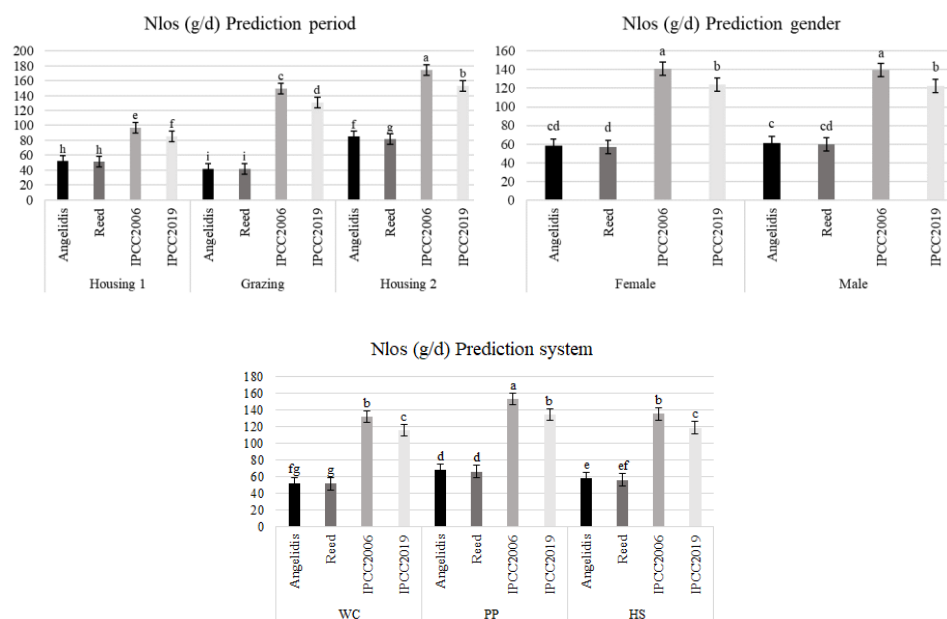 Nlos (g/d) Prediction period
200
180
160
140
120
100
80
60
40
20
0
h h e f i i c d f g a b
Angelidis Reed IPCC2006 IPCC2019 Angelidis Reed IPCC2006 IPCC2019 Angelidis Reed IPCC2006 IPCC2019
Housing 1 Grazing Housing 2
Nlos (g/d) Prediction gender
160
140
120
100
80
60
40
20
0
cd d a b c cd a b
Angelidis Reed IPCC2006 IPCC2019 Angelidis Reed IPCC2006 IPCC2019
Female Male
Nlos (g/d) Prediction system
180
160
140
120
100
80
60
40
20
0
fg g b c d d a b e ef b c
Angelidis Reed IPCC2006 IPCC2019 Angelidis Reed IPCC2006 IPCC2019 Angelidis Reed IPCC2006 IPCC2019
WC PP HS